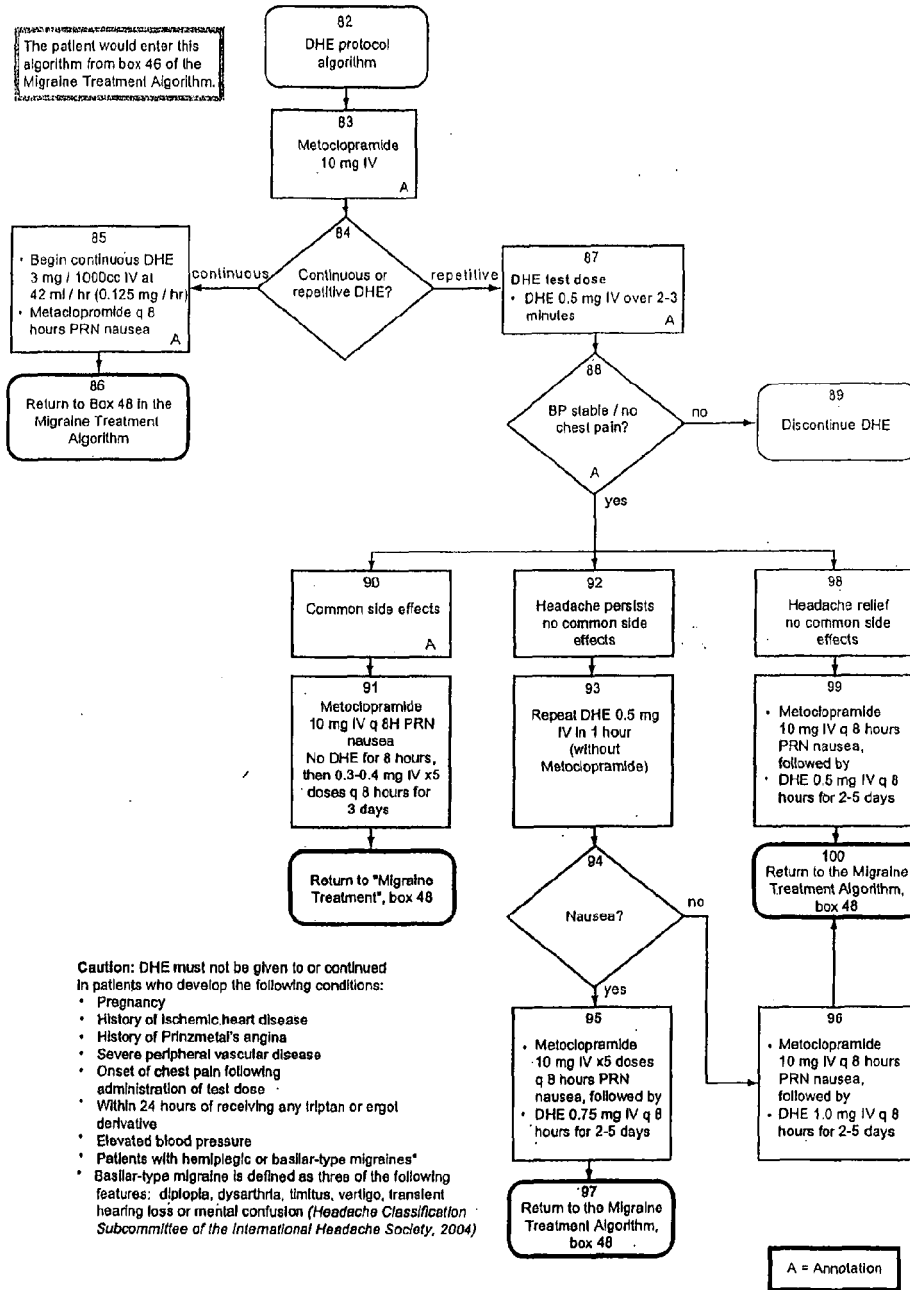 The patient would enter this
algorithm from box 46 of the
Migraine Treatment Algorithm.
82
DHE protocol
algorithm
83
Metoclopramide
10 mg IV
A
84
Continuous or
repetitive DHE?
continuous
repetitive
85
• Begin continuous DHE
3 mg / 1000cc IV at
42 ml / hr (0.125 mg / hr)
• Metaclopromide q 8
hours PRN nausea
A
86
Return to Box 48 in the
Migraine Treatment
Algorithm
87
DHE test dose
• DHE 0.5 mg IV over 2-3
minutes
A
88
BP stable / no
chest pain?
A
no
yes
89
Discontinue DHE
90
Common side effects
A
91
Metoclopramide
10 mg IV q 8H PRN
nausea
No DHE for 8 hours,
then 0.3-0.4 mg IV x5
doses q 8 hours for
3 days
Return to "Migraine
Treatment", box 48
92
Headache persists
no common side
effects
93
Repeat DHE 0.5 mg
IV in 1 hour
(without
Metoclopramide)
94
Nausea?
no
yes
95
• Metoclopramide
10 mg IV x5 doses
q 8 hours PRN
nausea, followed by
• DHE 0.75 mg IV q 8
hours for 2-5 days
97
Return to the Migraine
Treatment Algorithm,
box 48
98
Headache relief
no common side
effects
99
• Metoclopramide
10 mg IV q 8 hours
PRN nausea,
followed by
• DHE 0.5 mg IV q 8
hours for 2-5 days
100
Return to the Migraine
Treatment Algorithm,
box 48
96
• Metoclopramide
10 mg IV q 8 hours
PRN nausea,
followed by
• DHE 1.0 mg IV q 8
hours for 2-5 days
Caution: DHE must not be given to or continued
in patients who develop the following conditions:
• Pregnancy
• History of ischemic heart disease
• History of Prinzmetal's angina
• Severe peripheral vascular disease
• Onset of chest pain following
administration of test dose
• Within 24 hours of receiving any triptan or ergot
derivative
• Elevated blood pressure
• Patients with hemiplegic or basilar-type migraines*
* Basilar-type migraine is defined as three of the following
features: diplopia, dysarthria, tinnitus, vertigo, transient
hearing loss or mental confusion (Headache Classification
Subcommittee of the International Headache Society, 2004)
A = Annotation